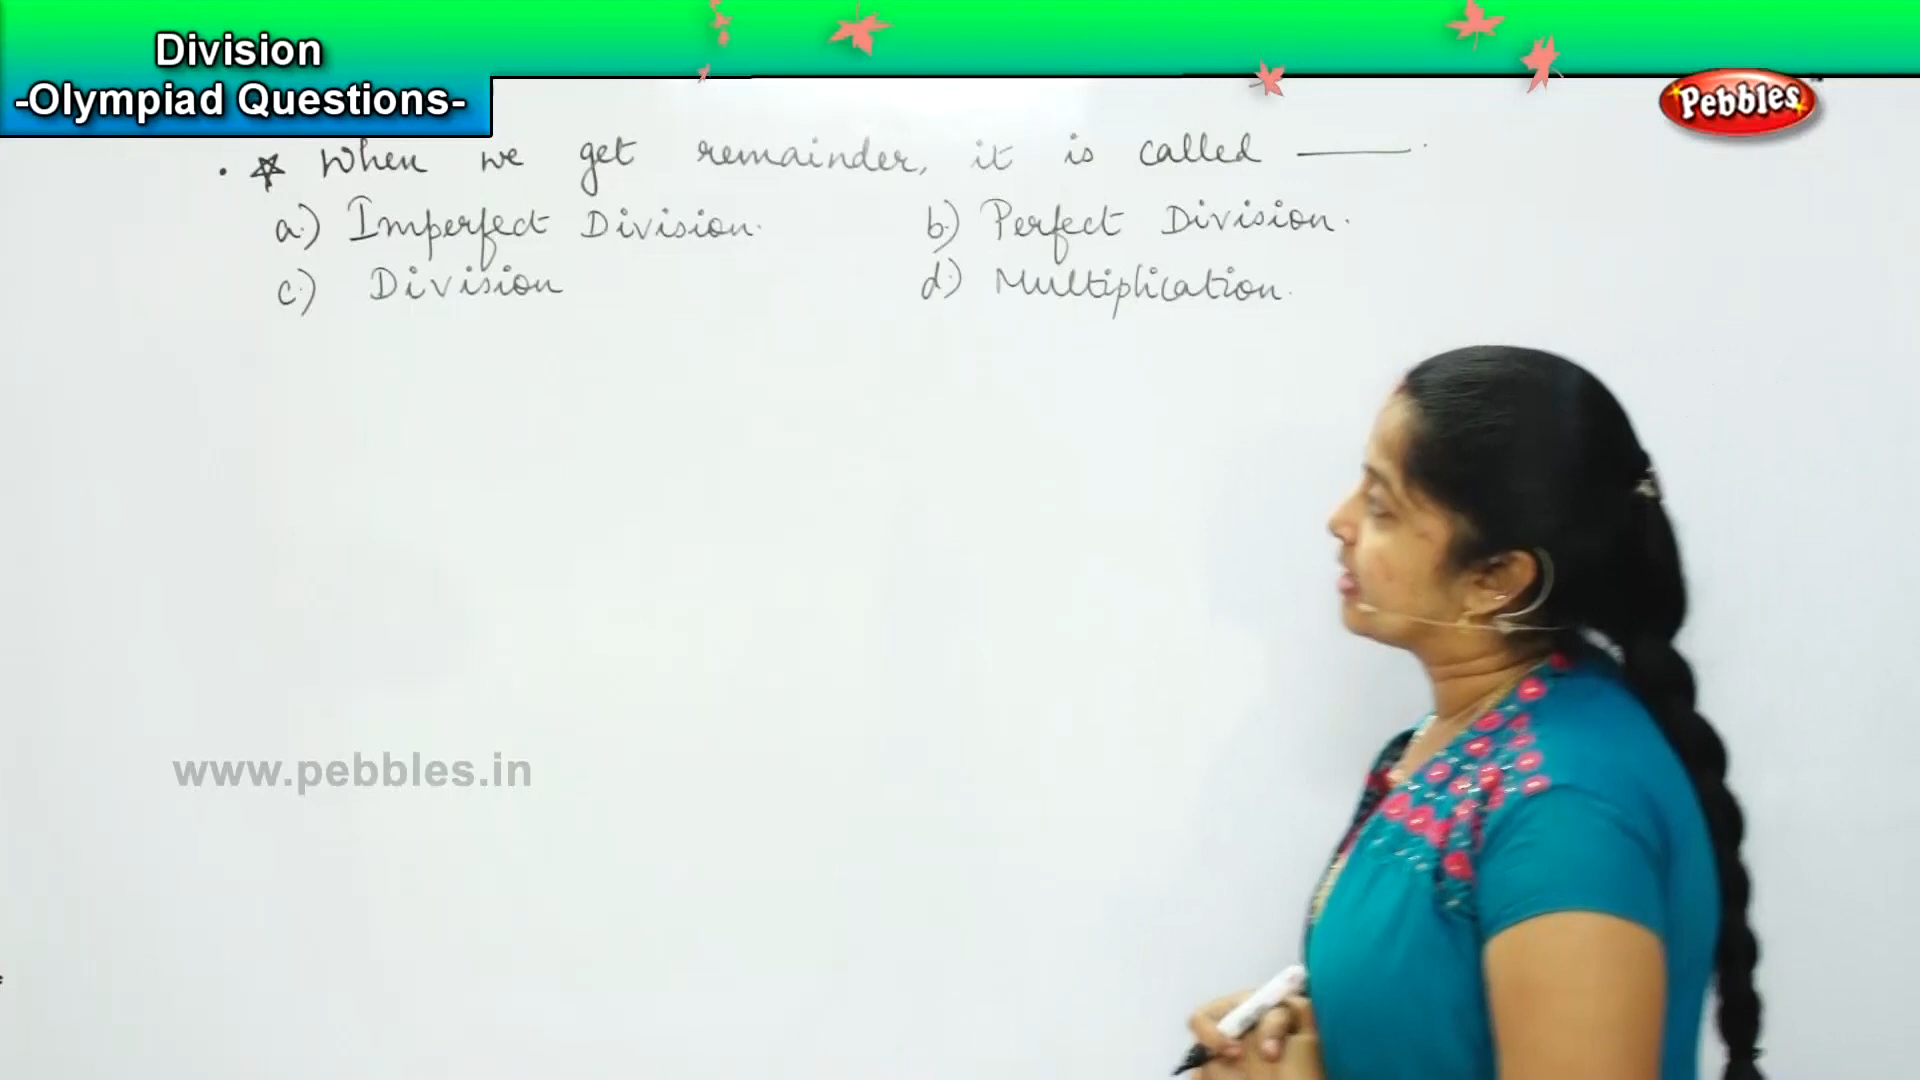 Division
-Olympiad Questions-
Pebbles
. ☆ When we get remainder, it is called ——.
a.) Imperfect Division.
b.) Perfect Division.
c.) Division
d.) Multiplication.
www.pebbles.in